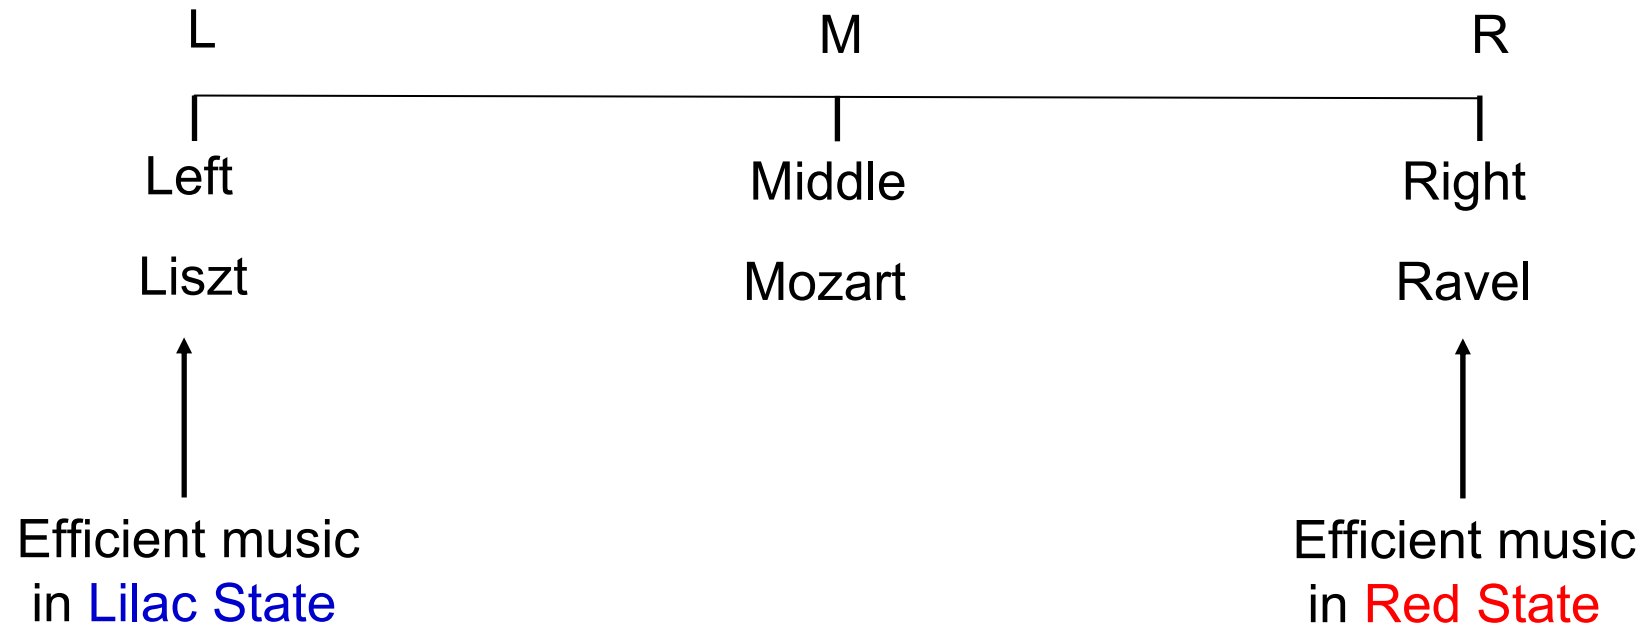 L M R
Left Middle Right
Liszt Mozart Ravel
Efficient music
in Lilac State
Efficient music
in Red State